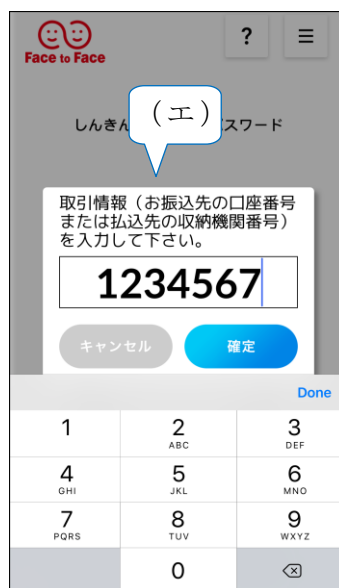 Face to Face
?
しんきん
スワード
(エ)
取引情報（お振込先の口座番号
または払込先の収納機関番号）
を入力して下さい。
1234567
キャンセル
確定
Done
1
2
ABC
3
DEF
4
GHI
5
JKL
6
MNO
7
PQRS
8
TUV
9
WXYZ
0